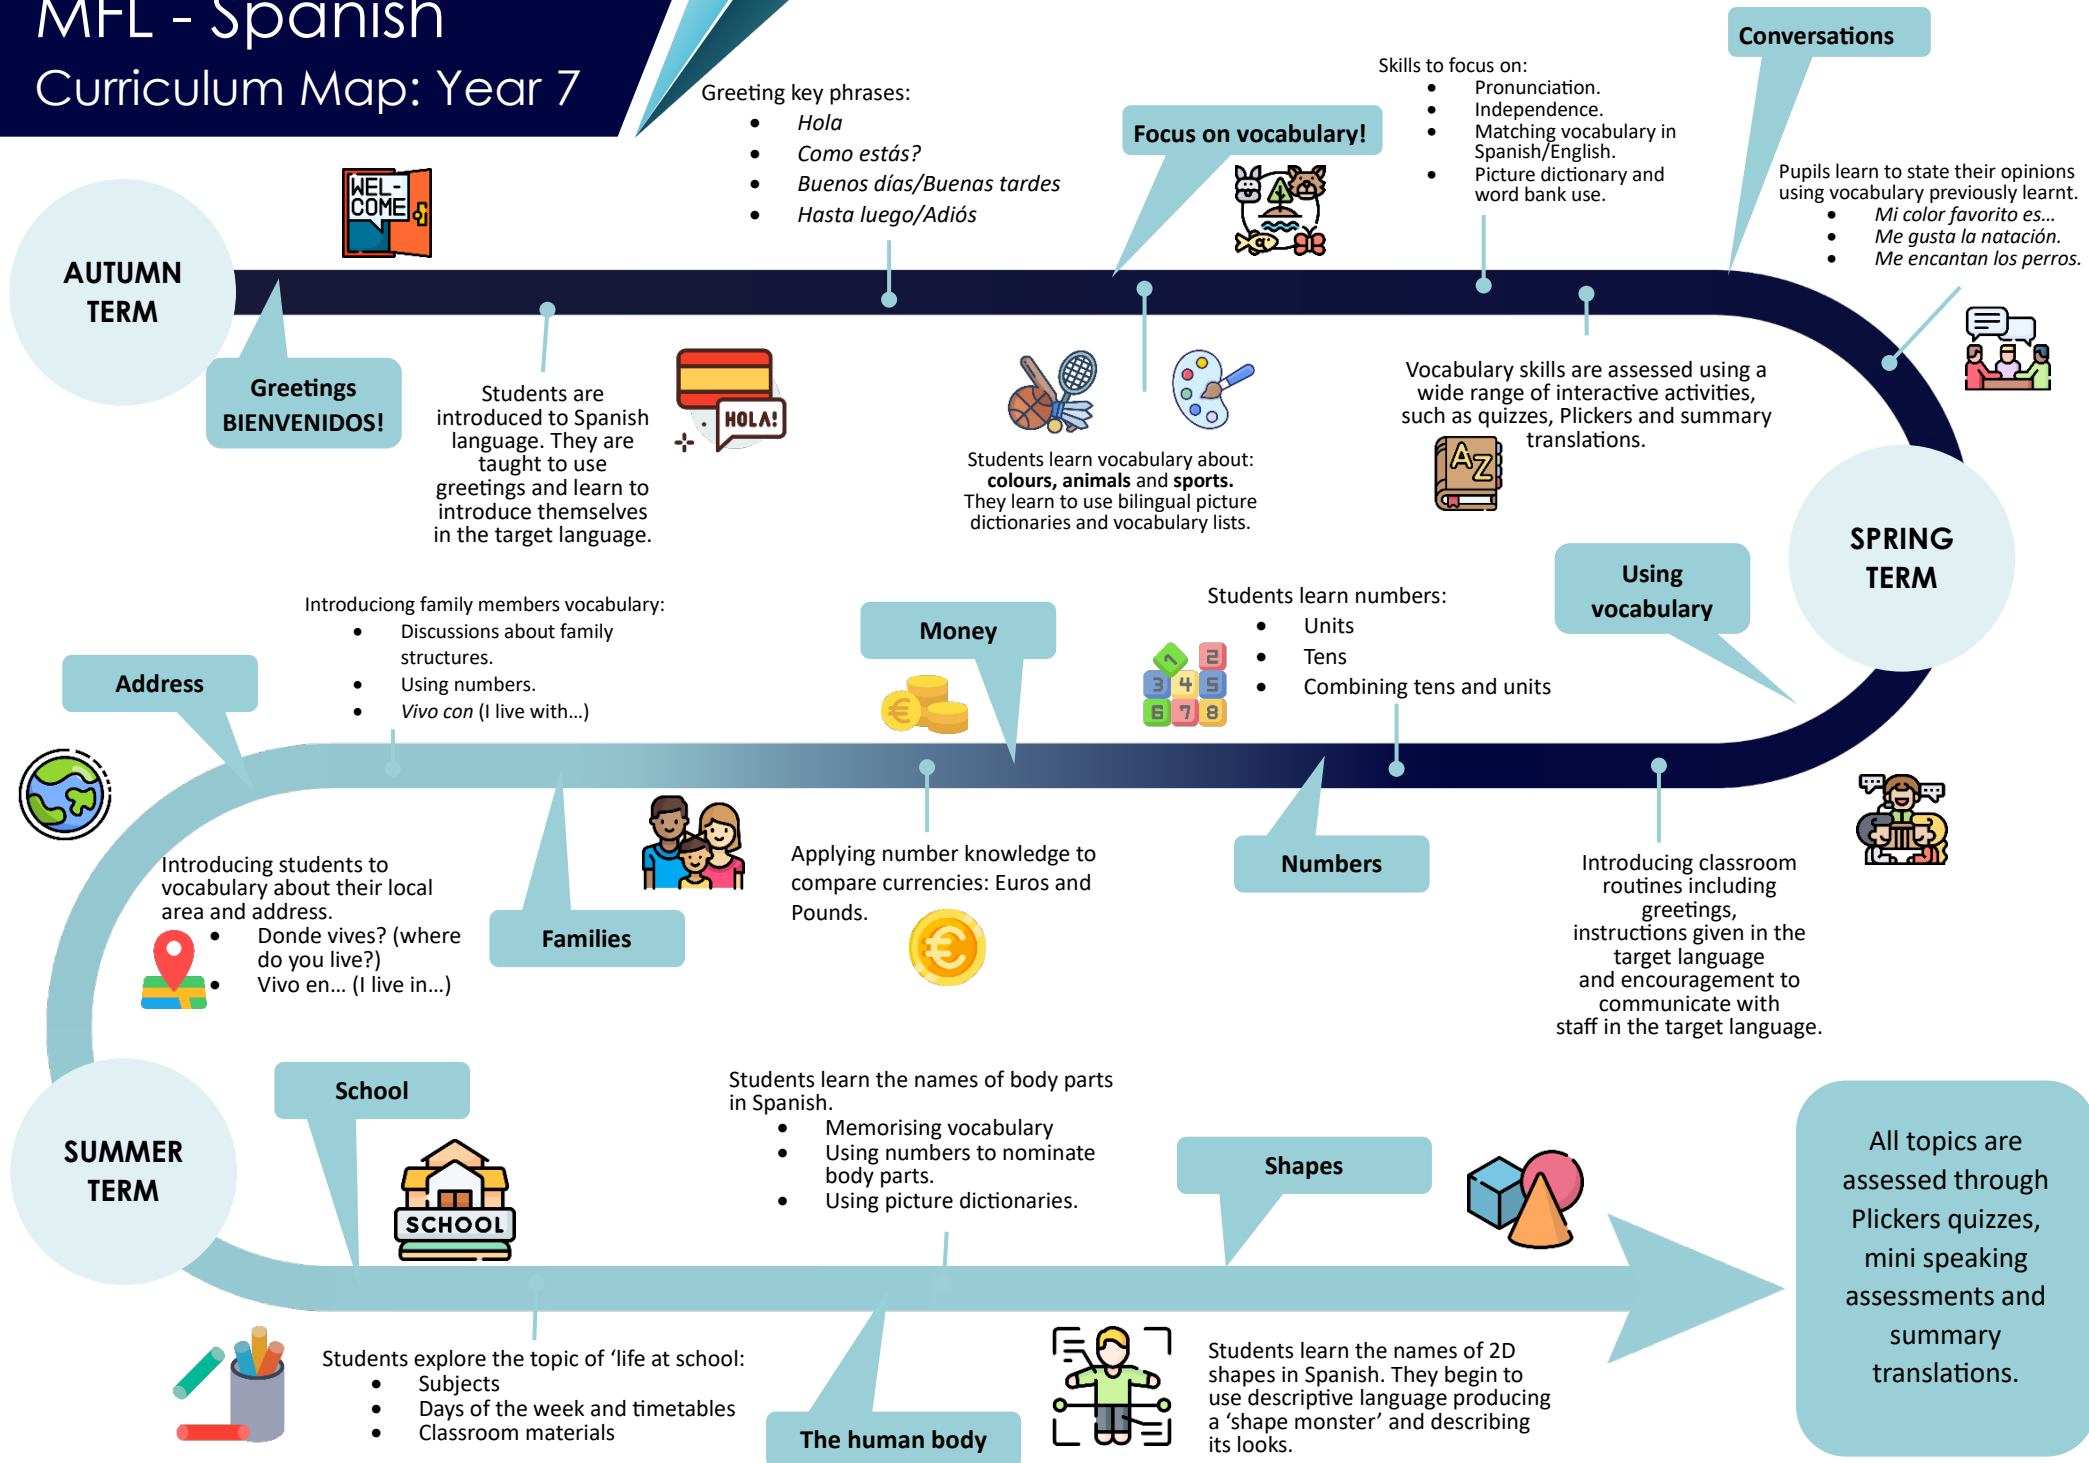 MFL - Spanish
Curriculum Map: Year 7
AUTUMN
TERM
WEL-
COME
Greetings
BIENVENIDOS!
Students are
introduced to Spanish
language. They are
taught to use
greetings and learn to
introduce themselves
in the target language.
HOLA!
Greeting key phrases:
• Hola
• Como estás?
• Buenos días/Buenas tardes
• Hasta luego/Adiós
Focus on vocabulary!
Students learn vocabulary about:
colours, animals and sports.
They learn to use bilingual picture
dictionaries and vocabulary lists.
Skills to focus on:
• Pronunciation.
• Independence.
• Matching vocabulary in
Spanish/English.
• Picture dictionary and
word bank use.
Vocabulary skills are assessed using a
wide range of interactive activities,
such as quizzes, Plickers and summary
translations.
AZ
Conversations
Pupils learn to state their opinions
using vocabulary previously learnt.
• Mi color favorito es...
• Me gusta la natación.
• Me encantan los perros.
SPRING
TERM
Using
vocabulary
Introducing classroom
routines including
greetings,
instructions given in the
target language
and encouragement to
communicate with
staff in the target language.
Numbers
Students learn numbers:
• Units
• Tens
• Combining tens and units
1 2
3 4 5
6 7 8
Money
Applying number knowledge to
compare currencies: Euros and
Pounds.
€
€
Families
Introduciong family members vocabulary:
• Discussions about family
structures.
• Using numbers.
• Vivo con (I live with...)
Address
Introducing students to
vocabulary about their local
area and address.
• Donde vives? (where
do you live?)
• Vivo en... (I live in...)
SUMMER
TERM
School
SCHOOL
Students explore the topic of ‘life at school:
• Subjects
• Days of the week and timetables
• Classroom materials
The human body
Students learn the names of body parts
in Spanish.
• Memorising vocabulary
• Using numbers to nominate
body parts.
• Using picture dictionaries.
Shapes
Students learn the names of 2D
shapes in Spanish. They begin to
use descriptive language producing
a ‘shape monster’ and describing
its looks.
All topics are
assessed through
Plickers quizzes,
mini speaking
assessments and
summary
translations.